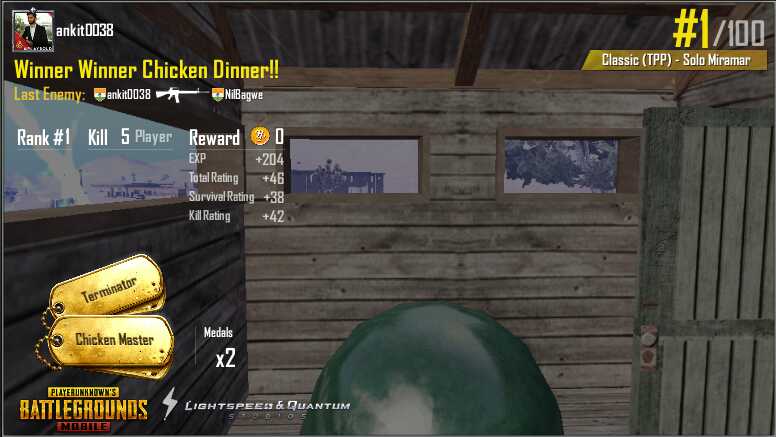 ankit0038
#1/100
Classic (TPP) - Solo Miramar
Winner Winner Chicken Dinner!!
Last Enemy: ankit0038 NilBagwe
Rank #1 Kill 5 Player Reward 0
EXP +204
Total Rating +46
Survival Rating +38
Kill Rating +42
Terminator
Chicken Master
Medals
x2
PLAYERUNKNOWN'S
BATTLEGROUNDS
MOBILE
LIGHTSPEED & QUANTUM
STUDIOS